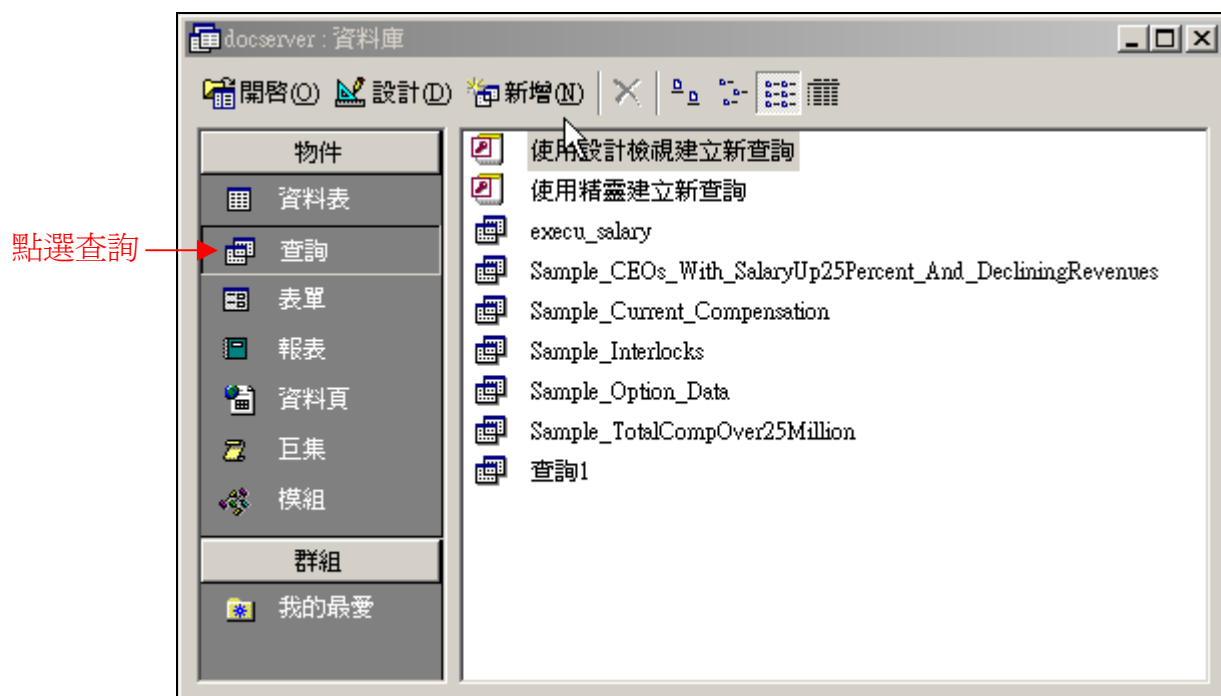 docserver : 資料庫
開啓(O) 設計(D) 新增(N)
物件
資料表
點選查詢
查詢
表單
報表
資料頁
巨集
模組
群組
我的最愛
使用設計檢視建立新查詢
使用精靈建立新查詢
execu_salary
Sample_CEOs_With_SalaryUp25Percent_And_DecliningRevenues
Sample_Current_Compensation
Sample_Interlocks
Sample_Option_Data
Sample_TotalCompOver25Million
查詢1